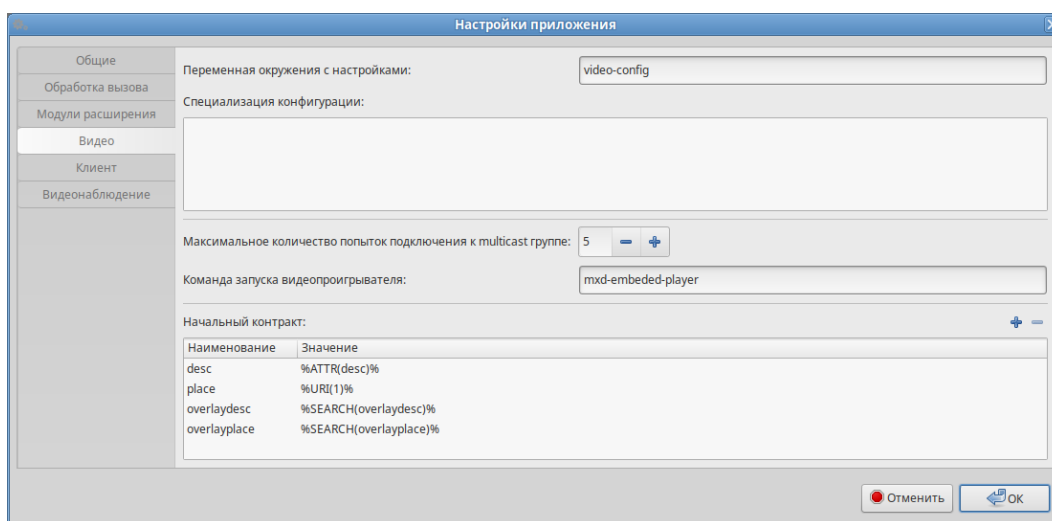 Настройки приложения
Общие
Обработка вызова
Модули расширения
Видео
Клиент
Видеонаблюдение
Переменная окружения с настройками: video-config
Специализация конфигурации:
Максимальное количество попыток подключения к multicast группе: 5
Команда запуска видеопроигрывателя: mxd-embeded-player
Начальный контракт:
Наименование Значение
desc %ATTR(desc)%
place %URI(1)%
overlaydesc %SEARCH(overlaydesc)%
overlayplace %SEARCH(overlayplace)%
Отменить ОК